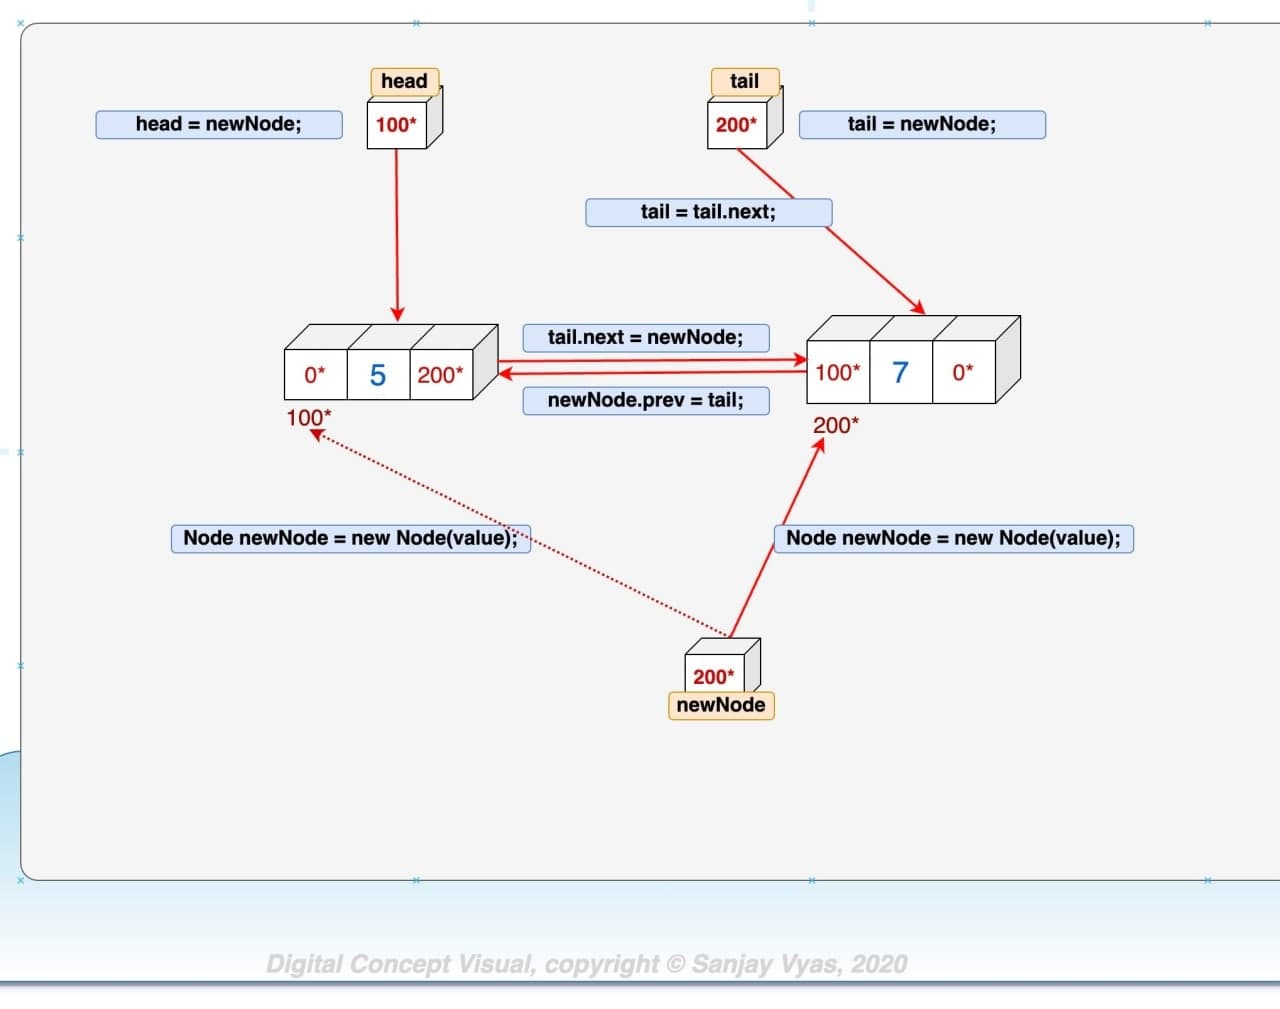 head
tail
head = newNode;
100*
200*
tail = newNode;
tail = tail.next;
tail.next = newNode;
0*
5
200*
100*
7
0*
newNode.prev = tail;
100*
200*
Node newNode = new Node(value);
Node newNode = new Node(value);
200*
newNode
Digital Concept Visual, copyright © Sanjay Vyas, 2020